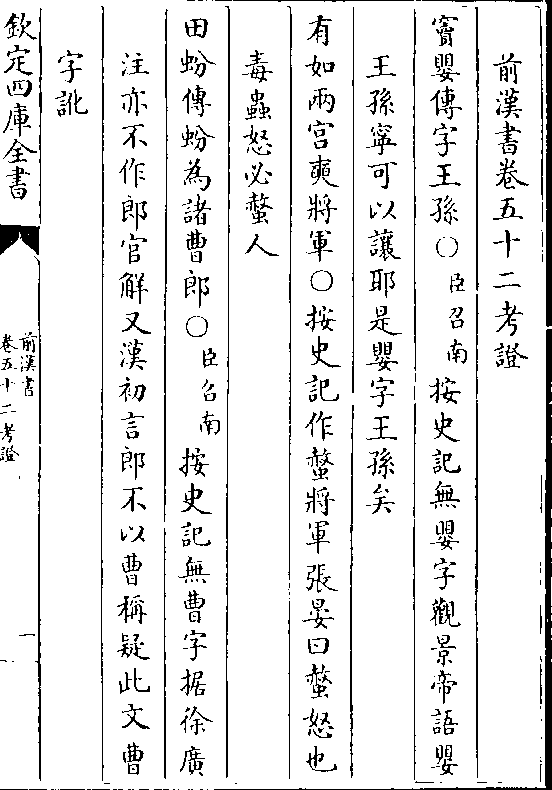 前漢書卷五十二考證
竇嬰傳字王孫○臣召南按史記無嬰字觀景帝語嬰
王孫寧可以讓耶是嬰字王孫矣
有如兩宫奭將軍○按史記作螫將軍張晏曰螫怒也
毒蟲怒必螫人
田蚡傳蚡為諸曹郎○臣召南按史記無曹字据徐廣
注亦不作郎官解又漢初言郎不以曹稱疑此文曹
字訛
欽定四庫全書
前漢書
卷五十二考證
一